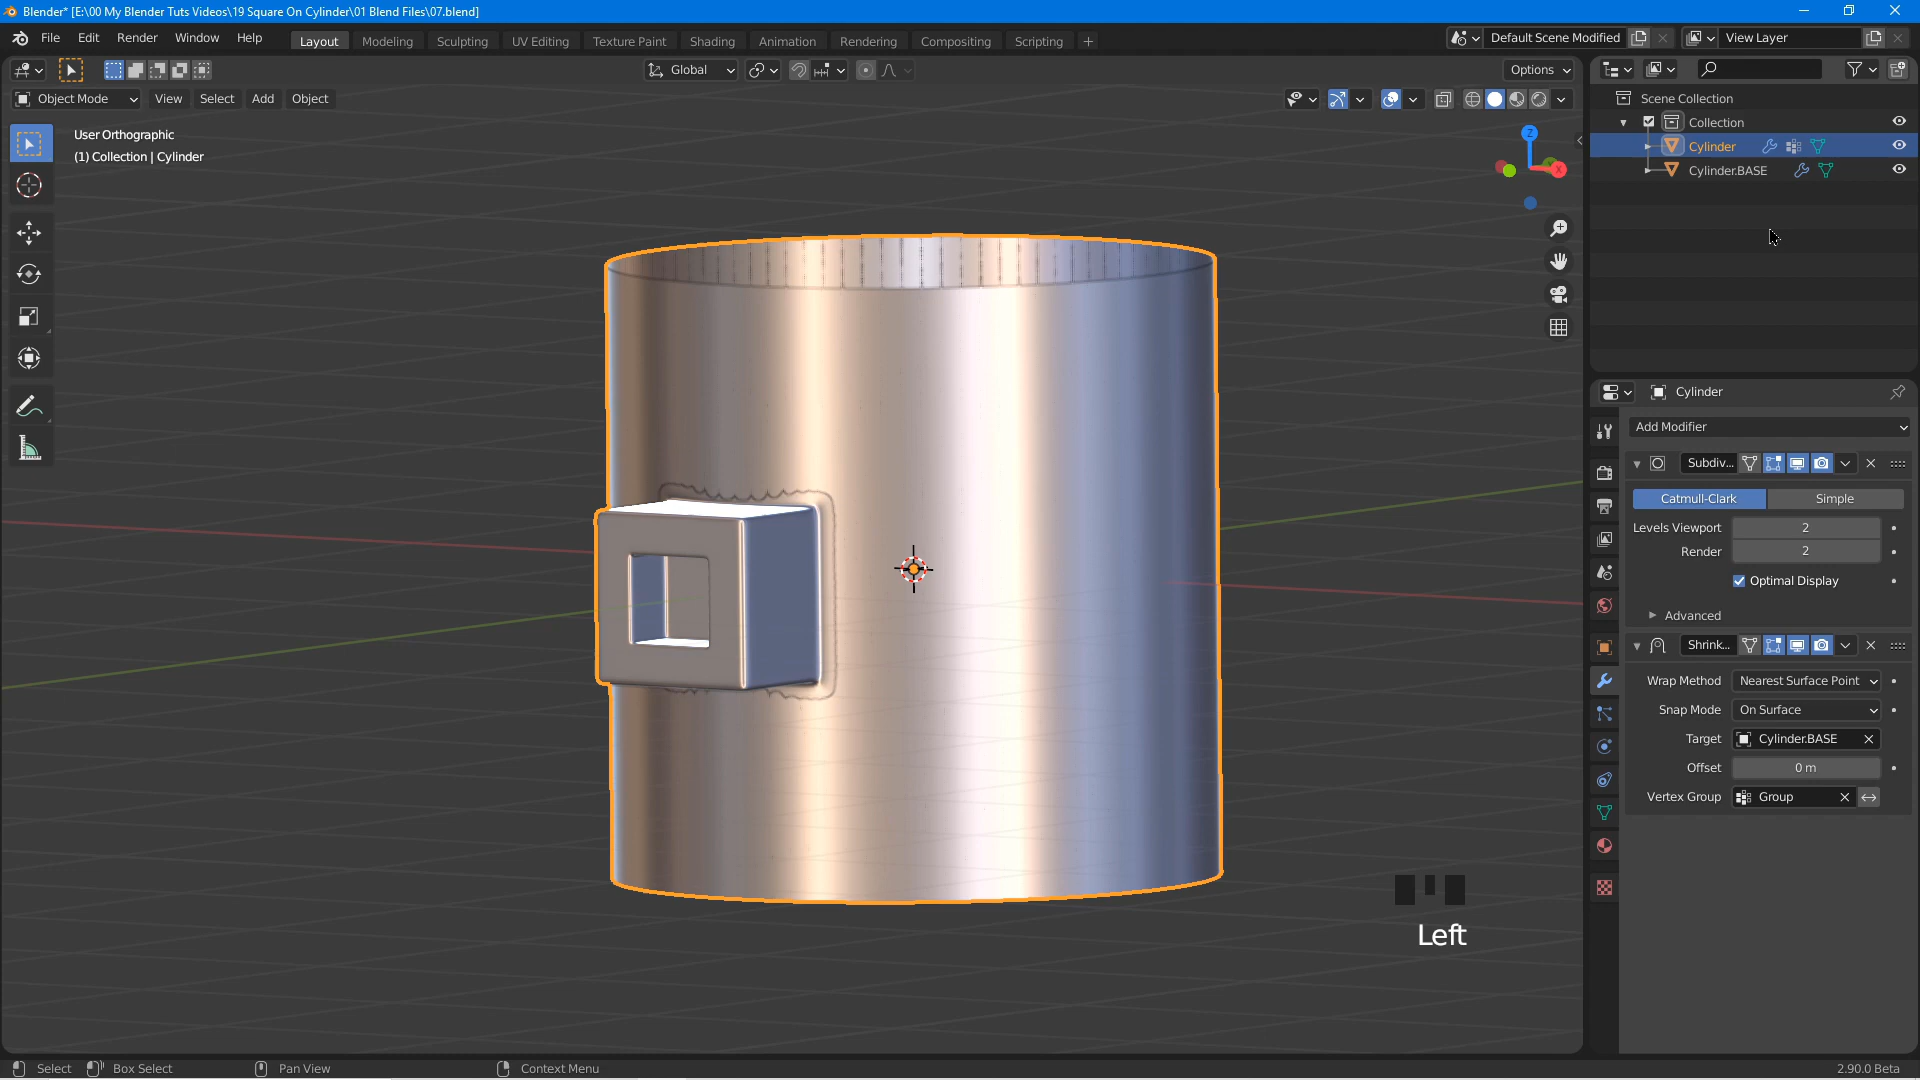 Blender* [E:\00 My Blender Tuts Videos\19 Square On Cylinder\01 Blend Files\07.blend]
File Edit Render Window Help Layout Modeling Sculpting UV Editing Texture Paint Shading Animation Rendering Compositing Scripting + Default Scene Modified View Layer
Global Options
Object Mode View Select Add Object
User Orthographic
(1) Collection | Cylinder
Z
X
Scene Collection
Collection
Cylinder
Cylinder.BASE
Cylinder
Add Modifier
Subdiv...
Catmull-Clark Simple
Levels Viewport 2
Render 2
Optimal Display
Advanced
Shrink...
Wrap Method Nearest Surface Point
Snap Mode On Surface
Target Cylinder.BASE
Offset 0 m
Vertex Group Group
Left
Select Box Select Pan View Context Menu 2.90.0 Beta